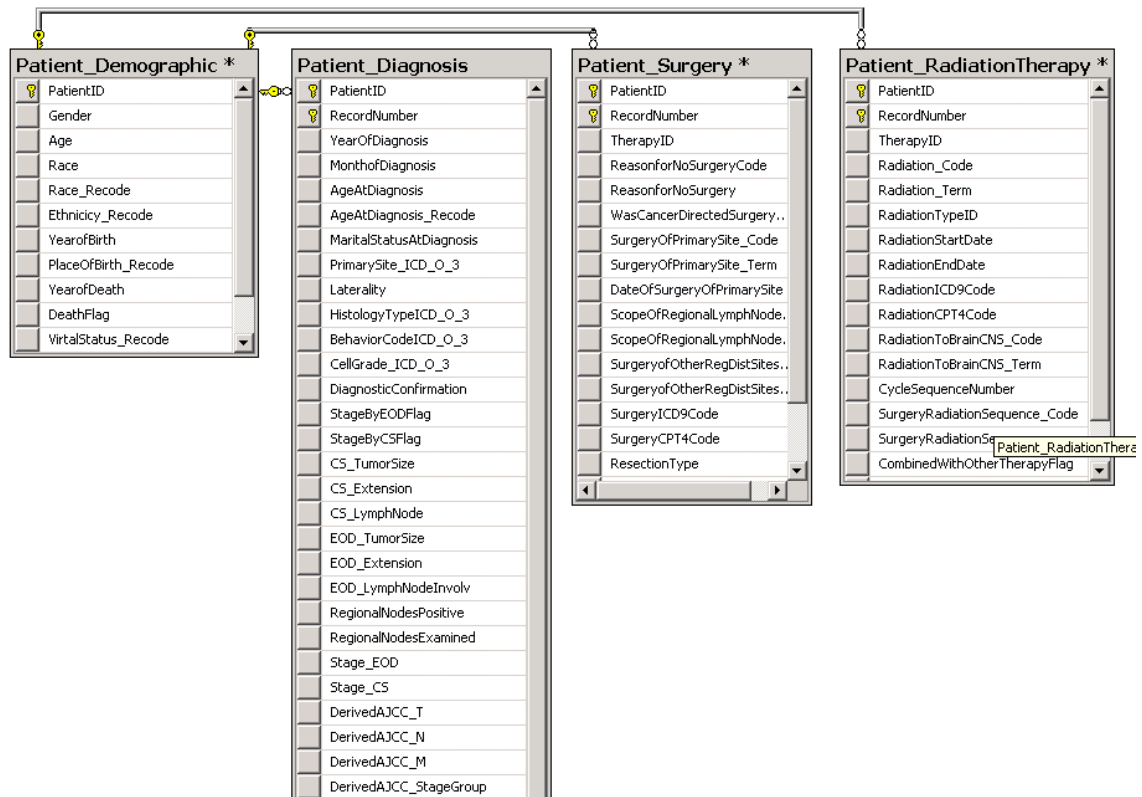 Patient_Demographic *
PatientID
Gender
Age
Race
Race_Recode
Ethnicicy_Recode
YearofBirth
PlaceOfBirth_Recode
YearofDeath
DeathFlag
VirtalStatus_Recode
Patient_Diagnosis
PatientID
RecordNumber
YearOfDiagnosis
MonthofDiagnosis
AgeAtDiagnosis
AgeAtDiagnosis_Recode
MaritalStatusAtDiagnosis
PrimarySite_ICD_O_3
Laterality
HistologyTypeICD_O_3
BehaviorCodeICD_O_3
CellGrade_ICD_O_3
DiagnosticConfirmation
StageByEODFlag
StageByCSFlag
CS_TumorSize
CS_Extension
CS_LymphNode
EOD_TumorSize
EOD_Extension
EOD_LymphNodeInvolv
RegionalNodesPositive
RegionalNodesExamined
Stage_EOD
Stage_CS
DerivedAJCC_T
DerivedAJCC_N
DerivedAJCC_M
DerivedAJCC_StageGroup
Patient_Surgery *
PatientID
RecordNumber
TherapyID
ReasonforNoSurgeryCode
ReasonforNoSurgery
WasCancerDirectedSurgery..
SurgeryOfPrimarySite_Code
SurgeryOfPrimarySite_Term
DateOfSurgeryOfPrimarySite
ScopeOfRegionalLymphNode.
ScopeOfRegionalLymphNode.
SurgeryofOtherRegDistSites..
SurgeryofOtherRegDistSites..
SurgeryICD9Code
SurgeryCPT4Code
ResectionType
Patient_RadiationTherapy *
PatientID
RecordNumber
TherapyID
Radiation_Code
Radiation_Term
RadiationTypeID
RadiationStartDate
RadiationEndDate
RadiationICD9Code
RadiationCPT4Code
RadiationToBrainCNS_Code
RadiationToBrainCNS_Term
CycleSequenceNumber
SurgeryRadiationSequence_Code
SurgeryRadiationSe
Patient_RadiationThera
CombinedWithOtherTherapyFlag